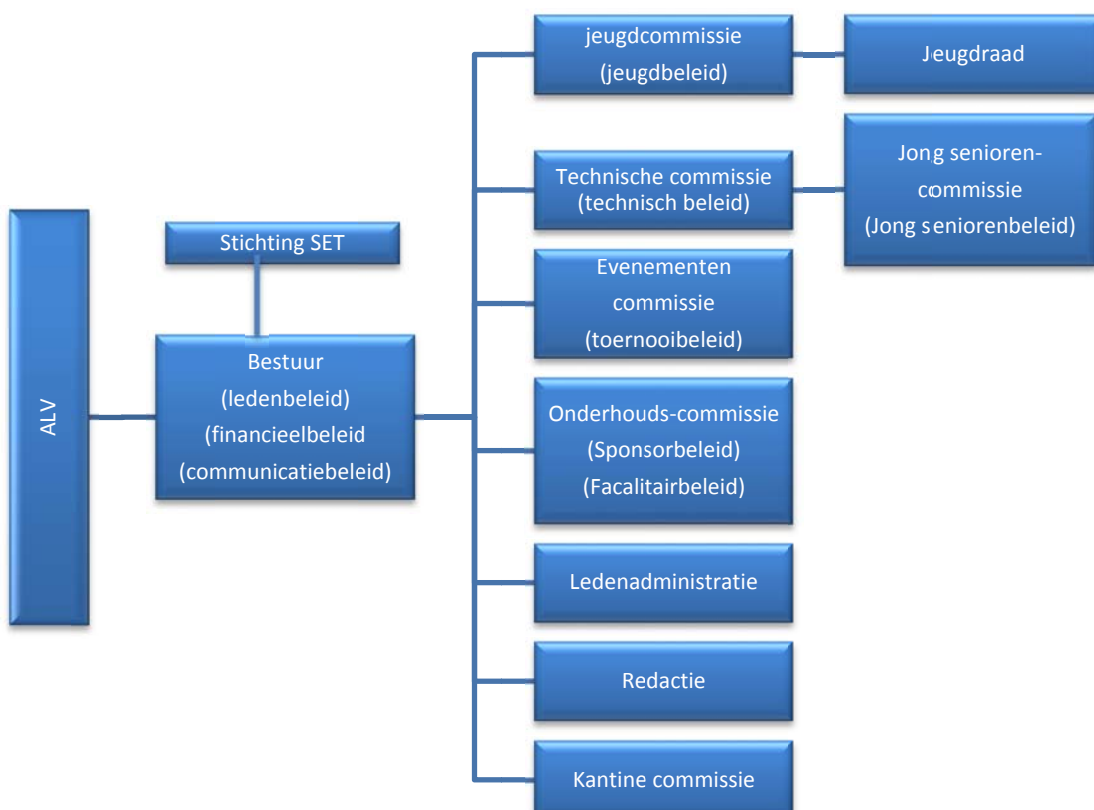 ALV
Stichting SET
Bestuur
(ledenbeleid)
(financieelbeleid
(communicatiebeleid)
jeugdcommissie
(jeugdbeleid)
Jeugdraad
Technische commissie
(technisch beleid)
Jong senioren-
commissie
(Jong seniorenbeleid)
Evenementen
commissie
(toernooibeleid)
Onderhouds-commissie
(Sponsorbeleid)
(Facalitairbeleid)
Ledenadministratie
Redactie
Kantine commissie